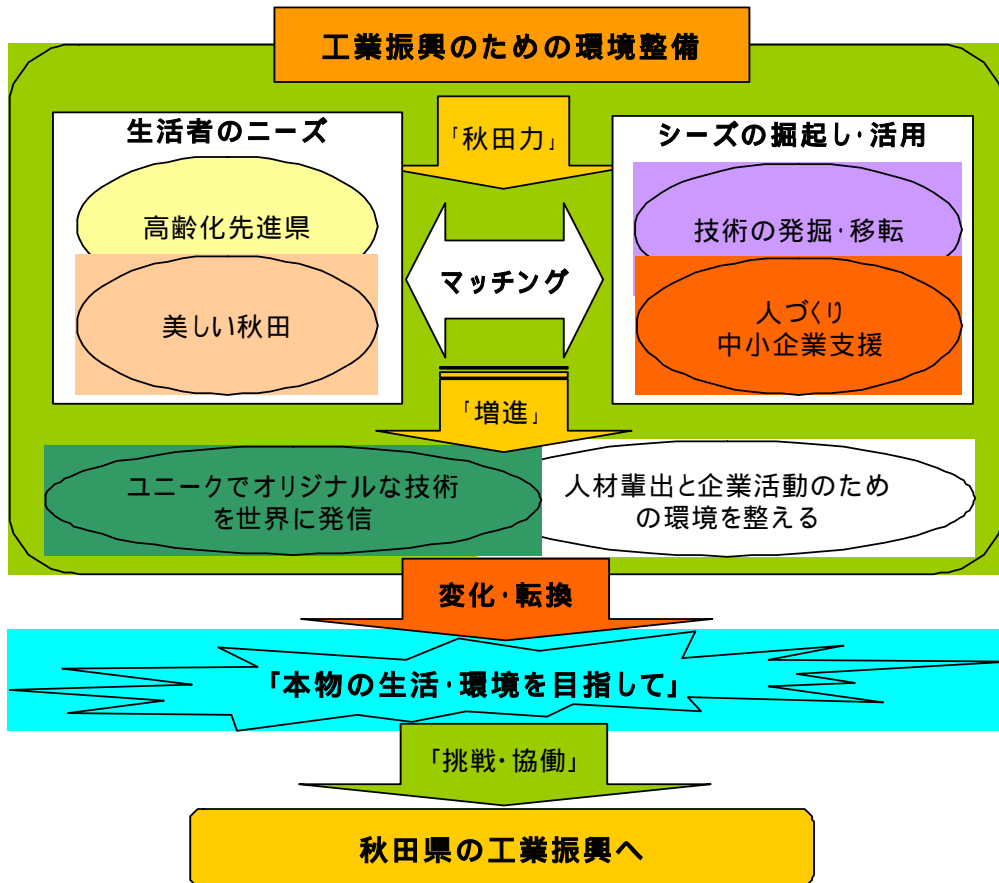 工業振興のための環境整備
「秋田力」
生活者のニーズ
高齢化先進県
美しい秋田
マッチング
シーズの掘起し・活用
技術の発掘・移転
人づくり
中小企業支援
「増進」
ユニークでオリジナルな技術
を世界に発信
人材輩出と企業活動のため
の環境を整える
変化・転換
「本物の生活・環境を目指して」
「挑戦・協働」
秋田県の工業振興へ